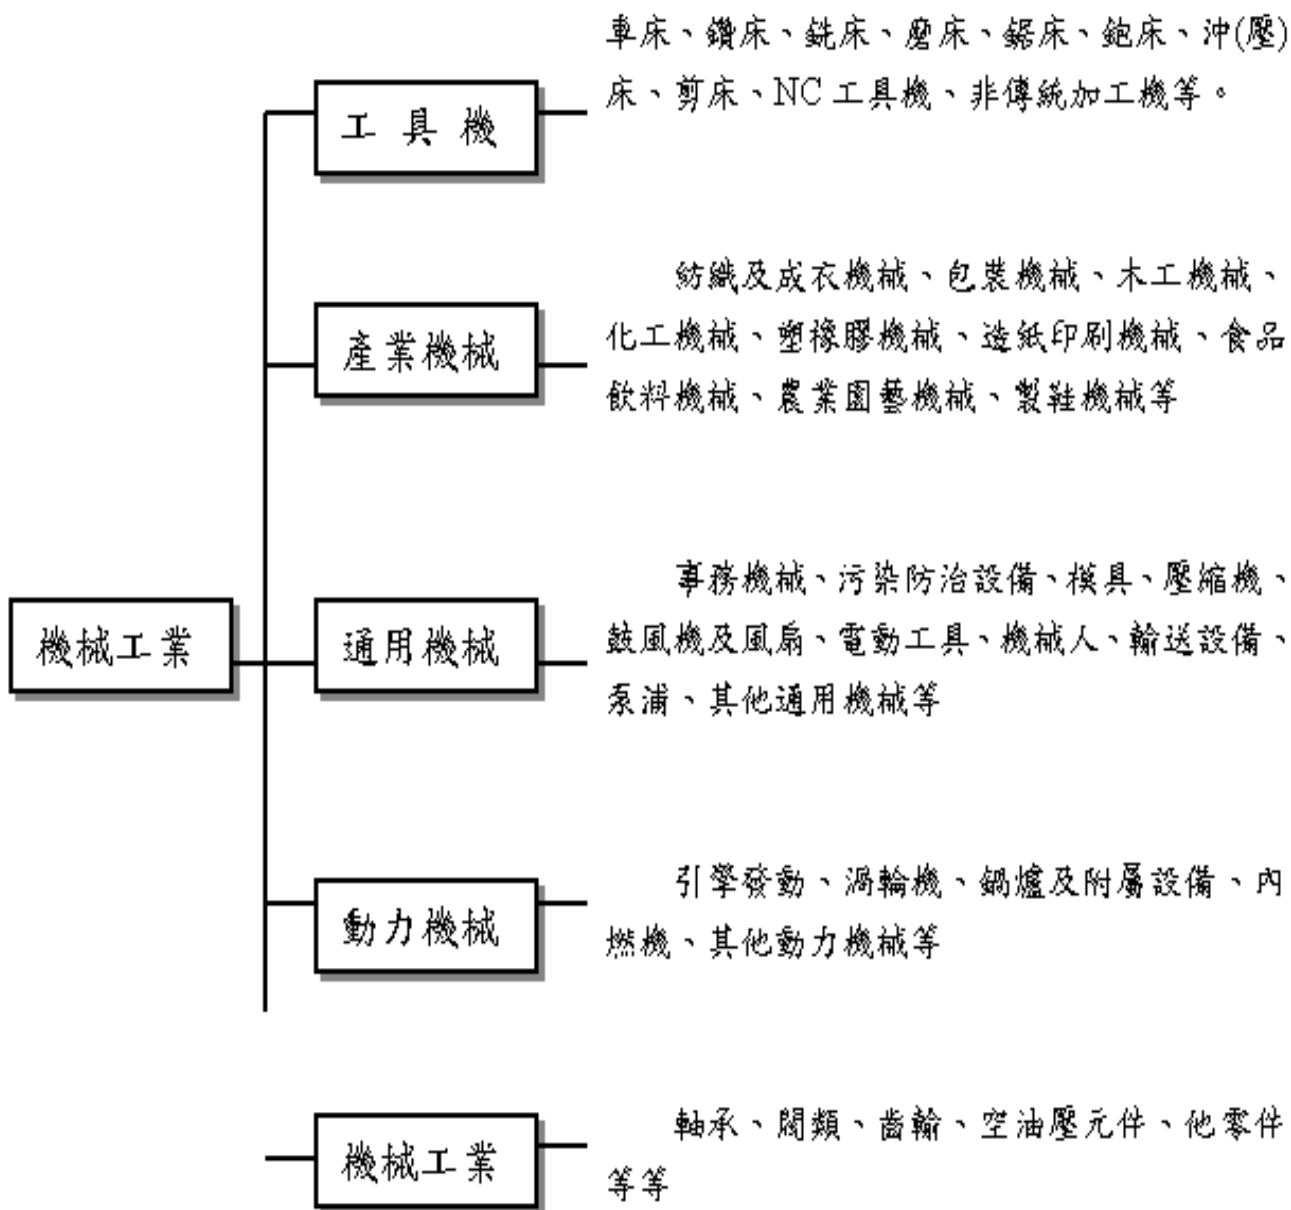 車床、鑽床、銑床、磨床、鋸床、鉋床、沖(壓)
床、剪床、NC 工具機、非傳統加工機等。
工 具 機
紡織及成衣機械、包裝機械、木工機械、
化工機械、塑橡膠機械、造紙印刷機械、食品
飲料機械、農業園藝機械、製鞋機械等
產業機械
事務機械、污染防治設備、模具、壓縮機、
鼓風機及風扇、電動工具、機械人、輸送設備、
泵浦、其他通用機械等
機械工業
通用機械
引擎發動、渦輪機、鍋爐及附屬設備、內
燃機、其他動力機械等
動力機械
軸承、閥類、齒輪、空油壓元件、他零件
等等
機械工業